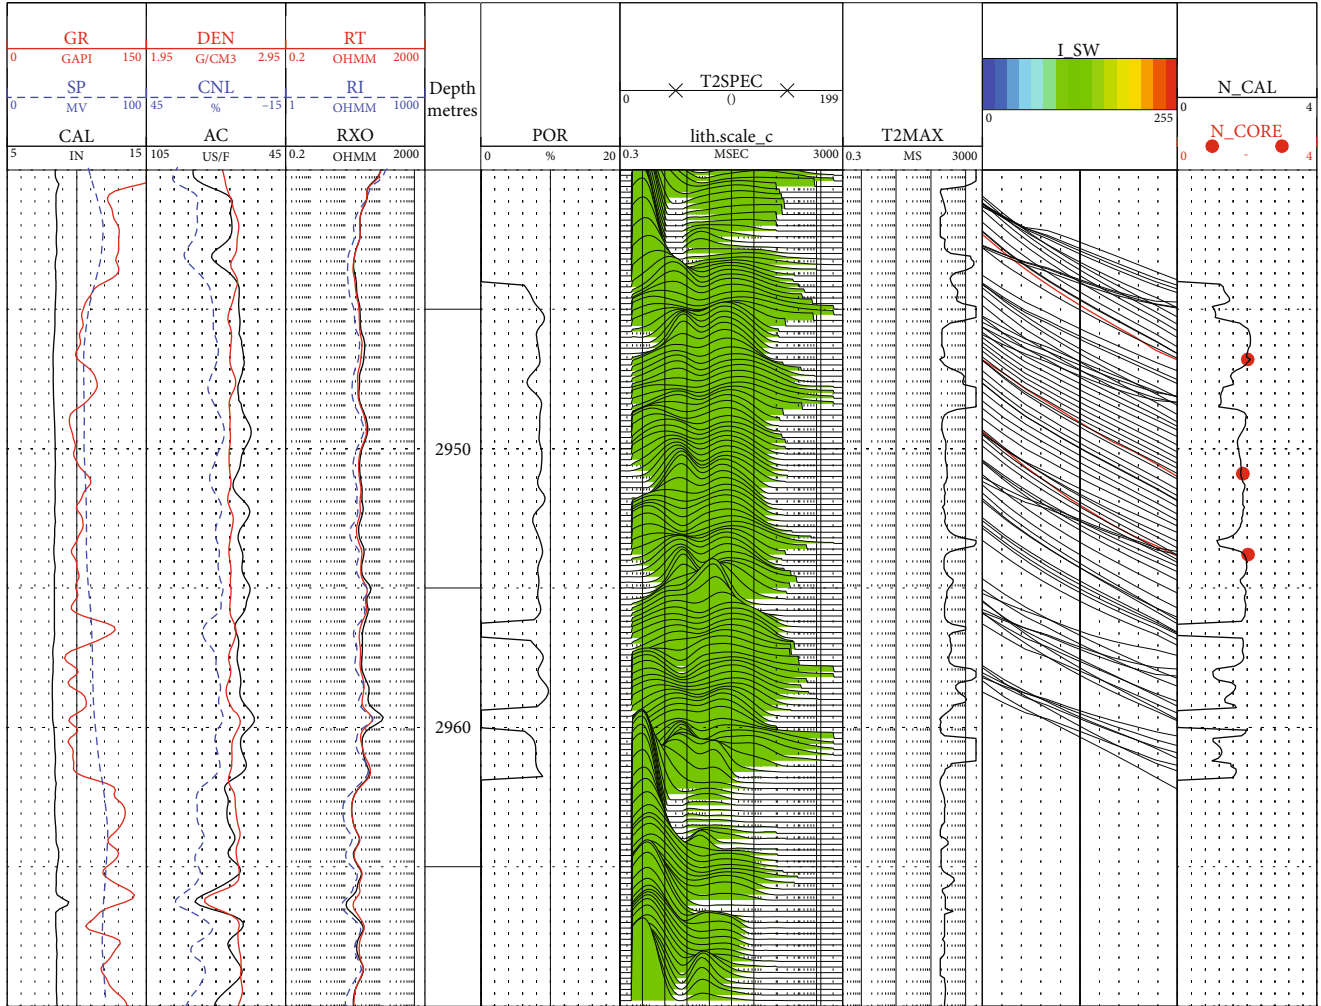 GR DEN RT
0 GAPI 150 1.95 G/CM3 2.95 0.2 OHMM 2000
SP CNL RI
0 MV 100 45 % −15 1 OHMM 1000
CAL AC RXO
5 IN 15 105 US/F 45 0.2 OHMM 2000
Depth
metres
POR
0 % 20
T2SPEC
0 () 199
lith.scale_c
0.3 MSEC 3000
T2MAX
0.3 MS 3000
I_SW
0 255
N_CAL
0 4
N_CORE
0 2 4
2950
2960